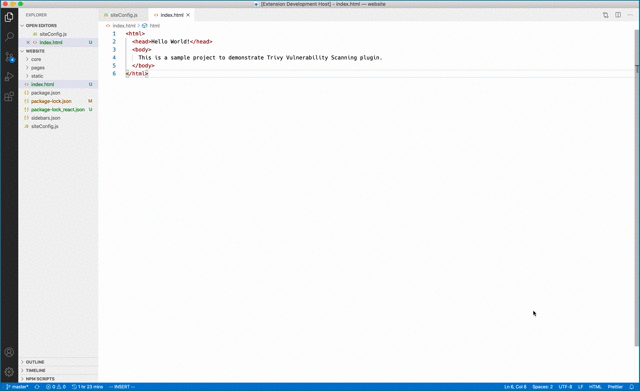 [Extension Development Host] - index.html — website
EXPLORER
OPEN EDITORS
siteConfig.js
index.html U
WEBSITE
core
pages
static
index.html U
package.json
package-lock.json M
package-lock_react.json U
sidebars.json
siteConfig.js
OUTLINE
TIMELINE
NPM SCRIPTS
siteConfig.js
index.html
index.html > html
1 <html>
2 <head>Hello World!</head>
3 <body>
4 This is a sample project to demonstrate Trivy Vulnerability Scanning plugin.
5 </body>
6 </html>
master* 0 0 1 hr 23 mins -- INSERT -- Ln 6, Col 8 Spaces: 2 UTF-8 LF HTML Prettier